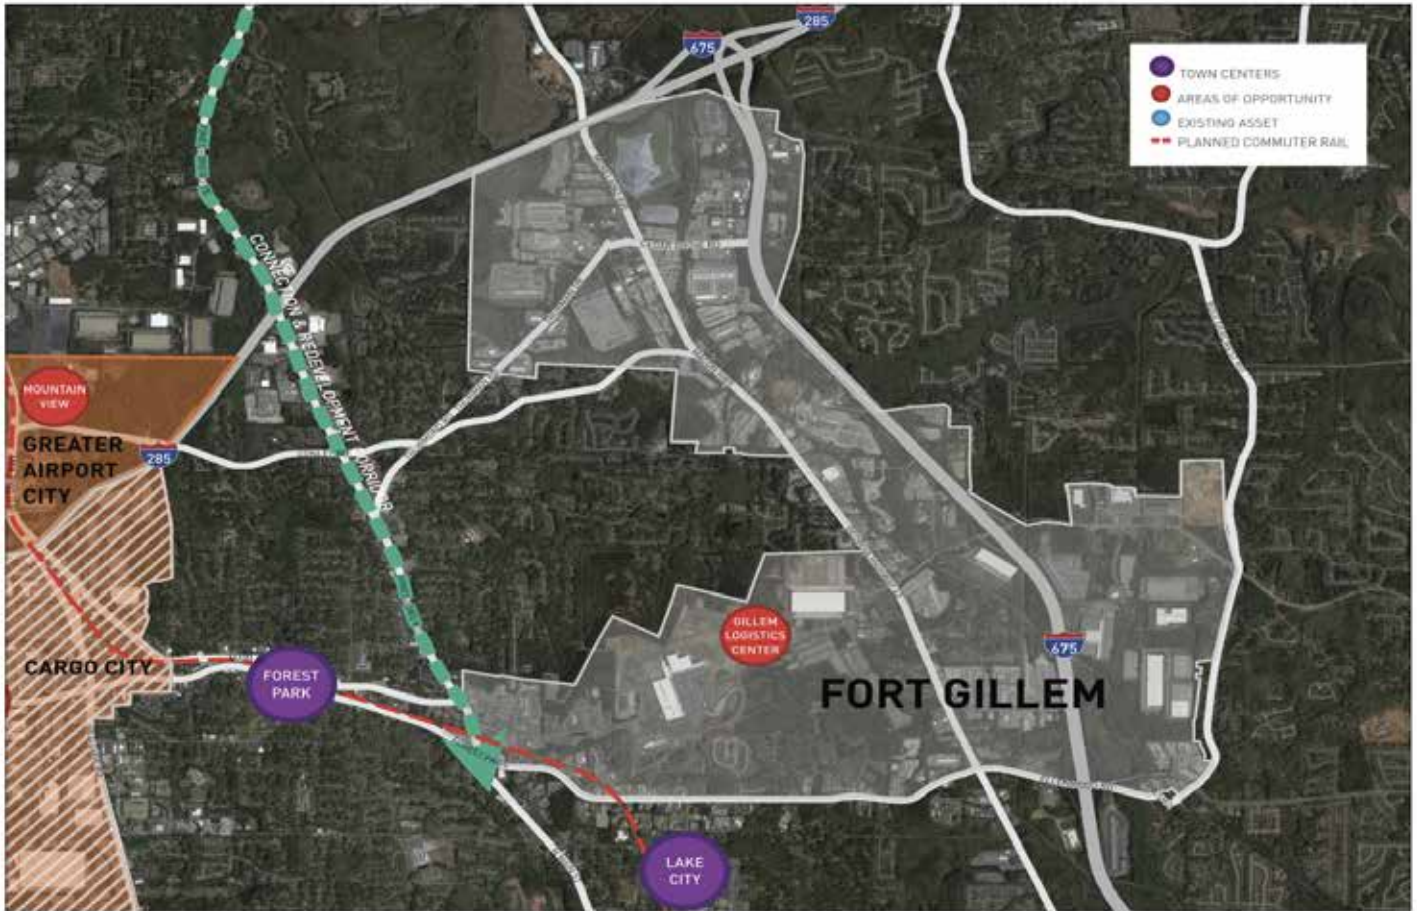 285
675
TOWN CENTERS
AREAS OF OPPORTUNITY
EXISTING ASSET
PLANNED COMMUTER RAIL
CONNECTION & REDEVELOPMENT CORRIDOR
MOUNTAIN
VIEW
GREATER
AIRPORT
CITY
285
CARGO CITY
FOREST
PARK
GILLEM
LOGISTICS
CENTER
675
FORT GILLEM
LAKE
CITY